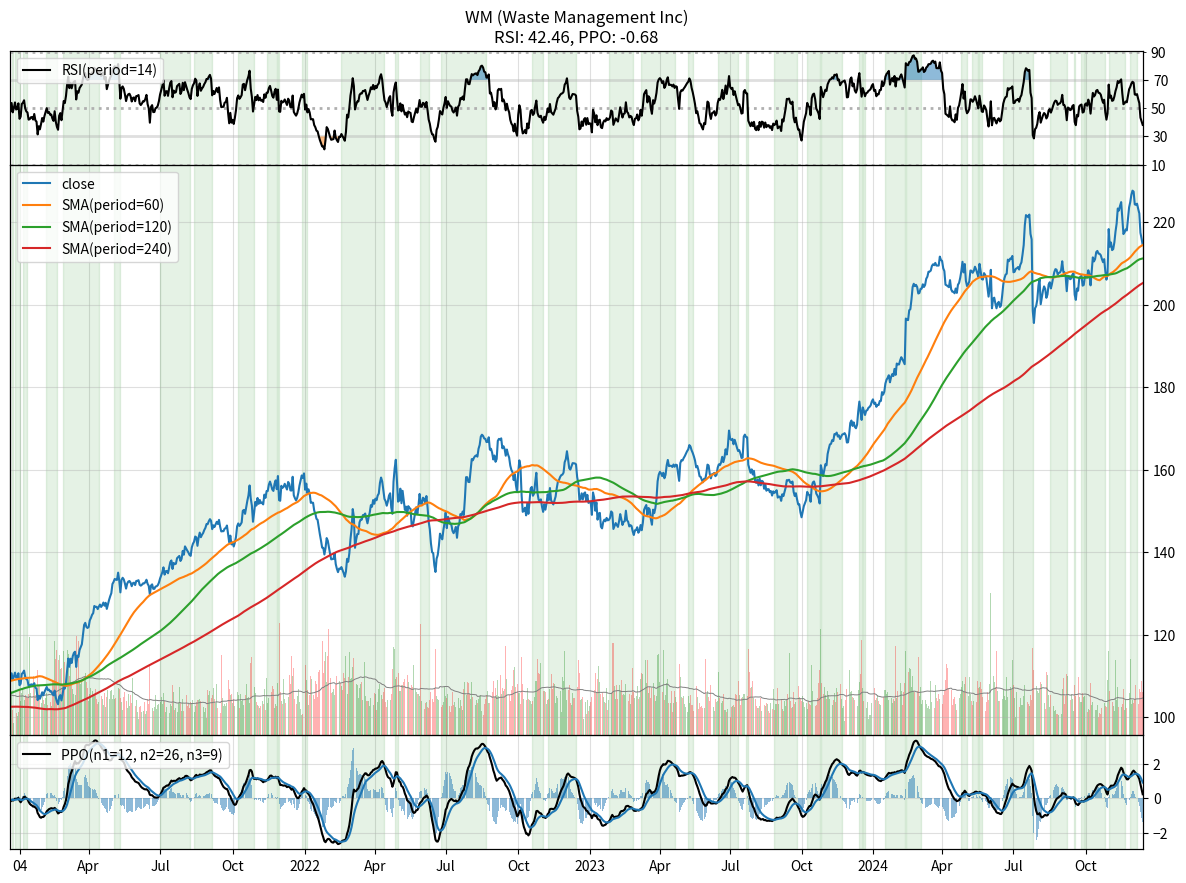 WM (Waste Management Inc)
RSI: 42.46, PPO: -0.68
RSI(period=14)
90
70
50
30
10
close
SMA(period=60)
SMA(period=120)
SMA(period=240)
220
200
180
160
140
120
100
PPO(n1=12, n2=26, n3=9)
2
0
−2
04 Apr Jul Oct 2022 Apr Jul Oct 2023 Apr Jul Oct 2024 Apr Jul Oct